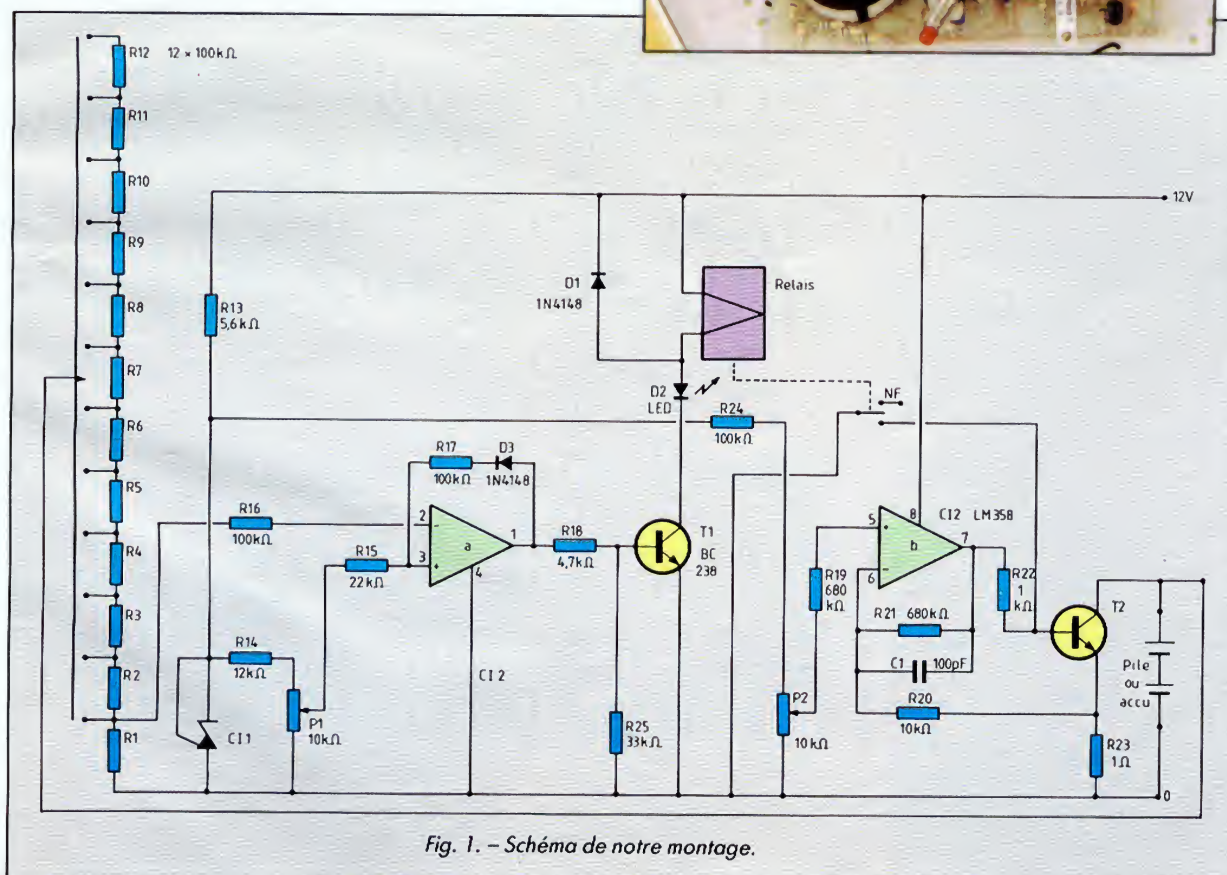 R12 12 × 100kΩ
R11
R10
R9
R8
R7
R6
R5
R4
R3
R2
R1
12V
R13
5,6kΩ
D1
1N4148
Relais
D2
LED
NF
R24
100kΩ
R17
100kΩ
D3
1N4148
R16
100kΩ
2
-
3
+
a
1
4
R15
22kΩ
R18
4,7kΩ
T1
BC
238
5
+
6
-
b
8
7
CI2 LM358
R19
680
kΩ
R22
1
kΩ
R21 680kΩ
C1 100pF
R20
10kΩ
T2
Pile
ou
accu
R14
12kΩ
P1
10kΩ
CI1
CI 2
R25
33kΩ
P2
10kΩ
R23
1Ω
0
Fig. 1. – Schéma de notre montage.